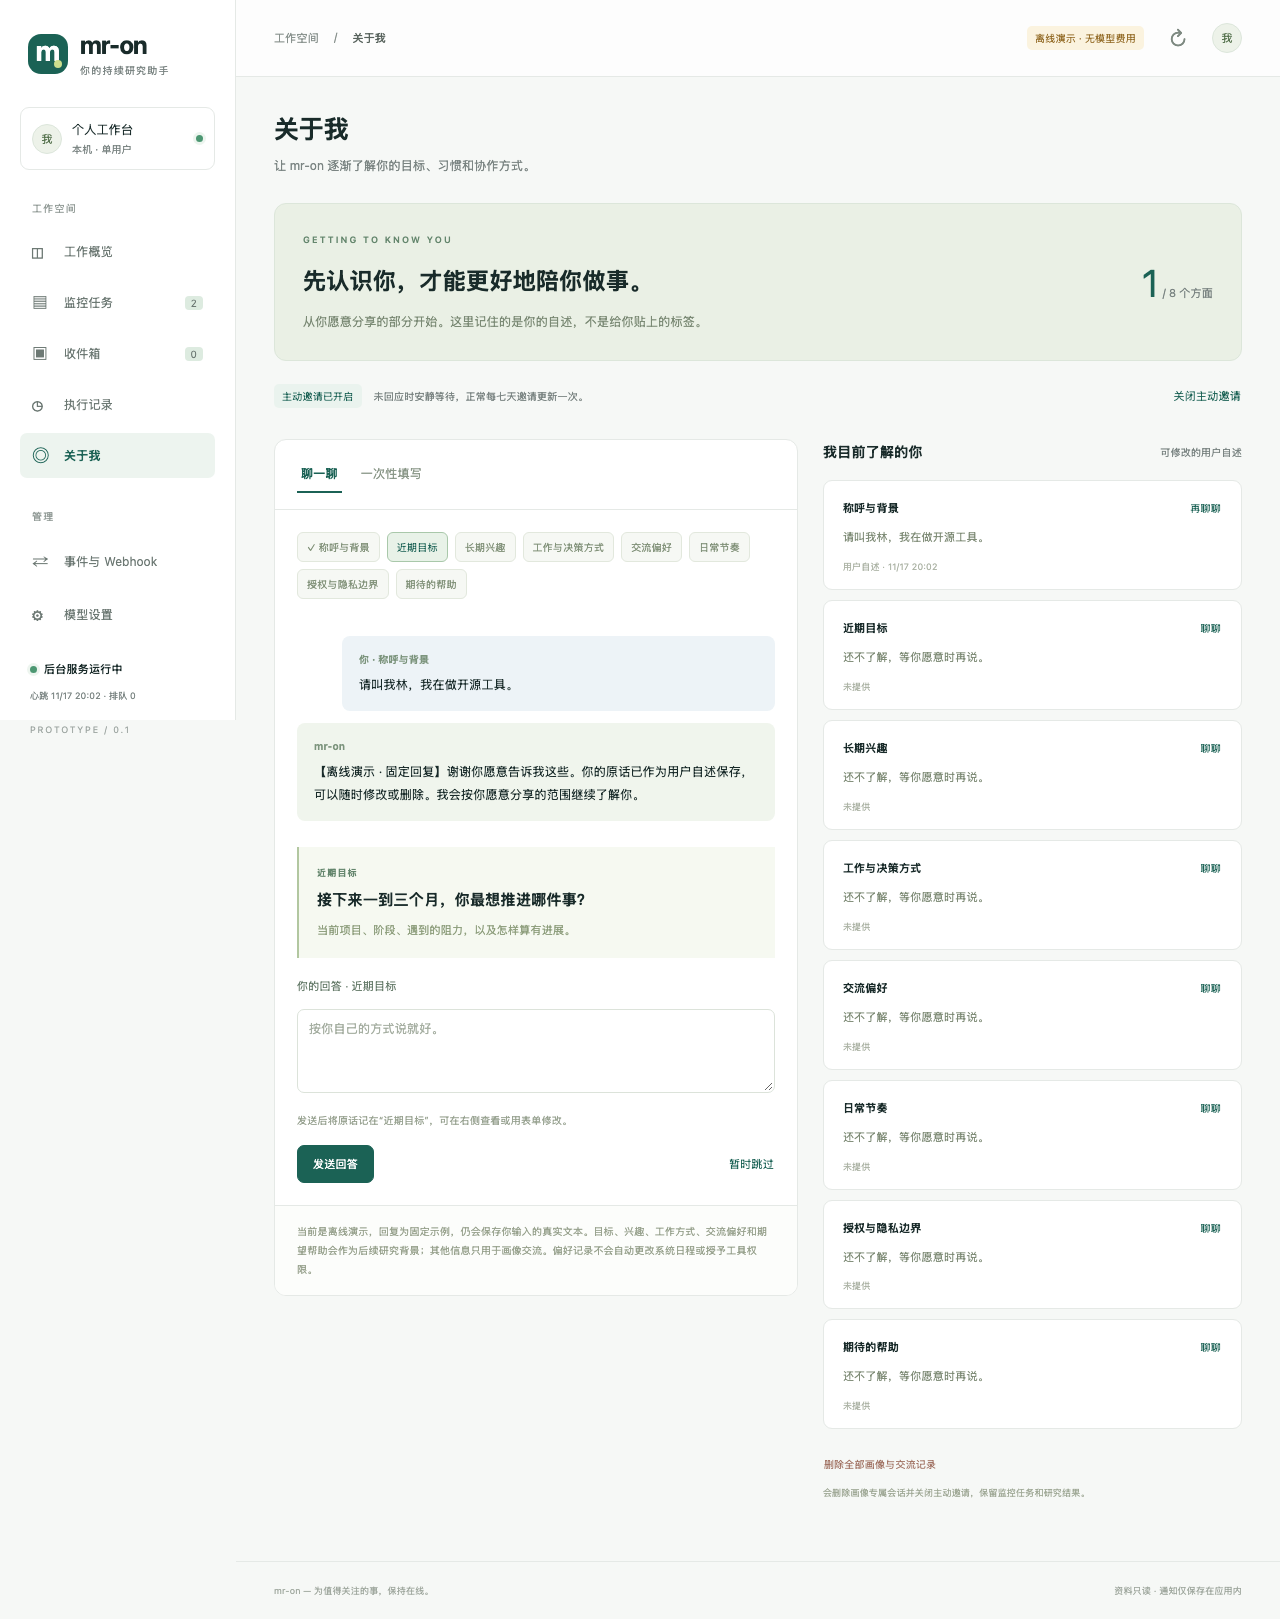 mr-on
你的持续研究助手
我
个人工作台
本机 · 单用户
工作空间
工作概览
监控任务
2
收件箱
0
执行记录
关于我
管理
事件与 Webhook
模型设置
后台服务运行中
心跳 11/17 20:02 · 排队 0
PROTOTYPE / 0.1
工作空间 / 关于我
离线演示 · 无模型费用
我
关于我
让 mr-on 逐渐了解你的目标、习惯和协作方式。
GETTING TO KNOW YOU
先认识你，才能更好地陪你做事。
从你愿意分享的部分开始。这里记住的是你的自述，不是给你贴上的标签。
1 / 8 个方面
主动邀请已开启
未回应时安静等待，正常每七天邀请更新一次。
关闭主动邀请
聊一聊
一次性填写
✓ 称呼与背景
近期目标
长期兴趣
工作与决策方式
交流偏好
日常节奏
授权与隐私边界
期待的帮助
你 · 称呼与背景
请叫我林，我在做开源工具。
mr-on
【离线演示 · 固定回复】谢谢你愿意告诉我这些。你的原话已作为用户自述保存，
可以随时修改或删除。我会按你愿意分享的范围继续了解你。
近期目标
接下来一到三个月，你最想推进哪件事？
当前项目、阶段、遇到的阻力，以及怎样算有进展。
你的回答 · 近期目标
按你自己的方式说就好。
发送后将原话记在“近期目标”，可在右侧查看或用表单修改。
发送回答
暂时跳过
当前是离线演示，回复为固定示例，仍会保存你输入的真实文本。目标、兴趣、工作方式、交流偏好和期
望帮助会作为后续研究背景；其他信息只用于画像交流。偏好记录不会自动更改系统日程或授予工具权
限。
我目前了解的你
可修改的用户自述
称呼与背景
再聊聊
请叫我林，我在做开源工具。
用户自述 · 11/17 20:02
近期目标
聊聊
还不了解，等你愿意时再说。
未提供
长期兴趣
聊聊
还不了解，等你愿意时再说。
未提供
工作与决策方式
聊聊
还不了解，等你愿意时再说。
未提供
交流偏好
聊聊
还不了解，等你愿意时再说。
未提供
日常节奏
聊聊
还不了解，等你愿意时再说。
未提供
授权与隐私边界
聊聊
还不了解，等你愿意时再说。
未提供
期待的帮助
聊聊
还不了解，等你愿意时再说。
未提供
删除全部画像与交流记录
会删除画像专属会话并关闭主动邀请，保留监控任务和研究结果。
mr-on — 为值得关注的事，保持在线。
资料只读 · 通知仅保存在应用内